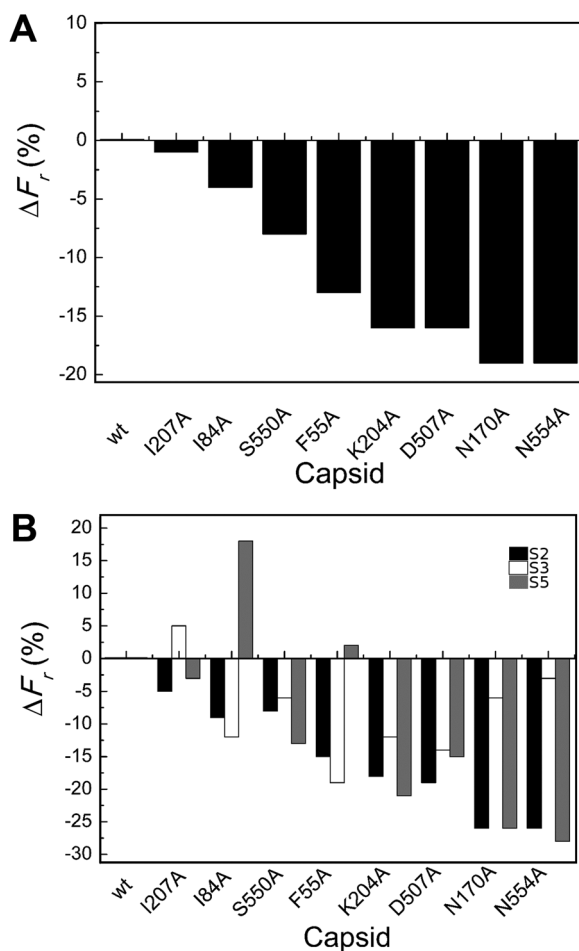 A
10
5
0
-5
-10
-15
-20
ΔFr (%)
wt
I207A
I84A
S550A
F55A
K204A
D507A
N170A
N554A
Capsid
B
20
15
10
5
0
-5
-10
-15
-20
-25
-30
ΔFr (%)
S2
S3
S5
wt
I207A
I84A
S550A
F55A
K204A
D507A
N170A
N554A
Capsid